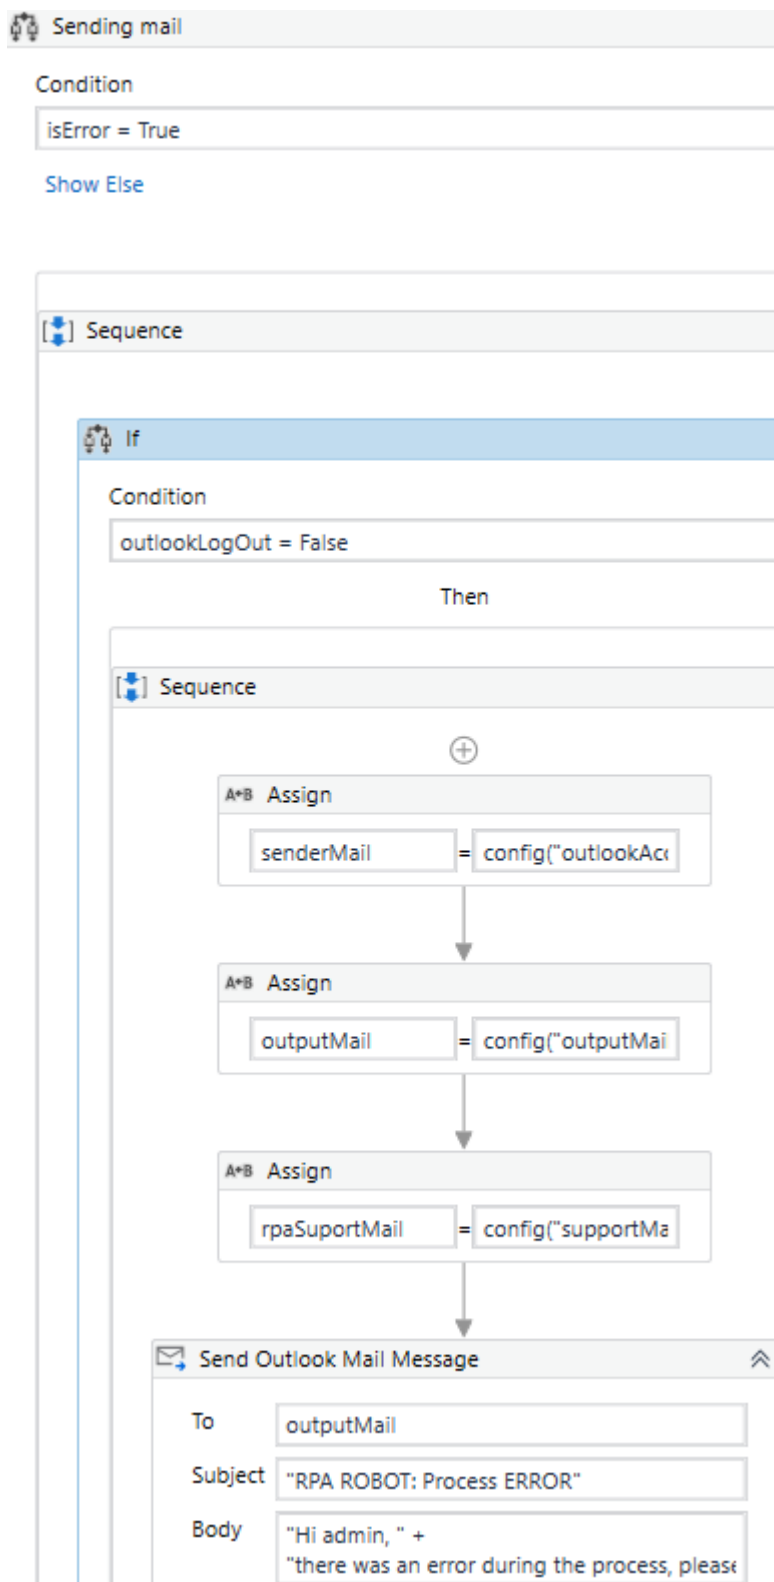 Sending mail
Condition
isError = True
Show Else
Sequence
If
Condition
outlookLogOut = False
Then
Sequence
A+B Assign
senderMail = config("outlookAcc
A+B Assign
outputMail = config("outputMai
A+B Assign
rpaSuportMail = config("supportMa
Send Outlook Mail Message
To outputMail
Subject "RPA ROBOT: Process ERROR"
Body "Hi admin, " +
"there was an error during the process, please